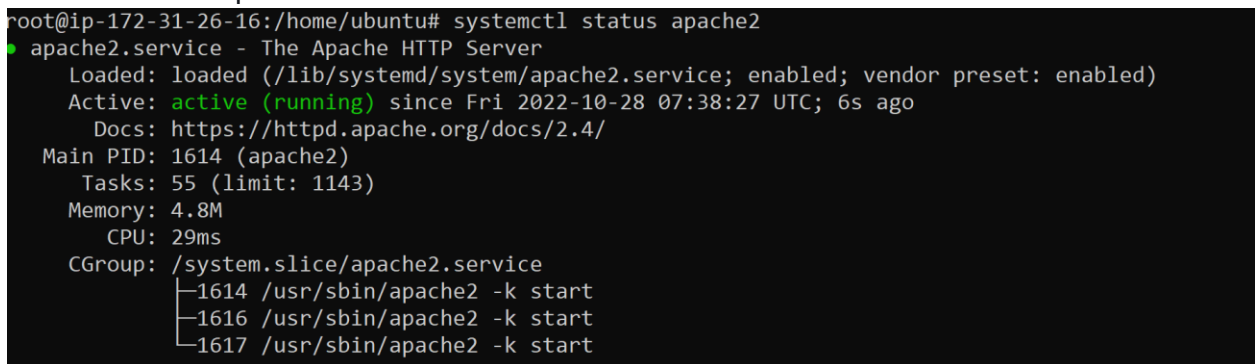 root@ip-172-31-26-16:/home/ubuntu# systemctl status apache2
● apache2.service - The Apache HTTP Server
     Loaded: loaded (/lib/systemd/system/apache2.service; enabled; vendor preset: enabled)
     Active: active (running) since Fri 2022-10-28 07:38:27 UTC; 6s ago
       Docs: https://httpd.apache.org/docs/2.4/
   Main PID: 1614 (apache2)
      Tasks: 55 (limit: 1143)
     Memory: 4.8M
        CPU: 29ms
     CGroup: /system.slice/apache2.service
             ├─1614 /usr/sbin/apache2 -k start
             ├─1616 /usr/sbin/apache2 -k start
             └─1617 /usr/sbin/apache2 -k start